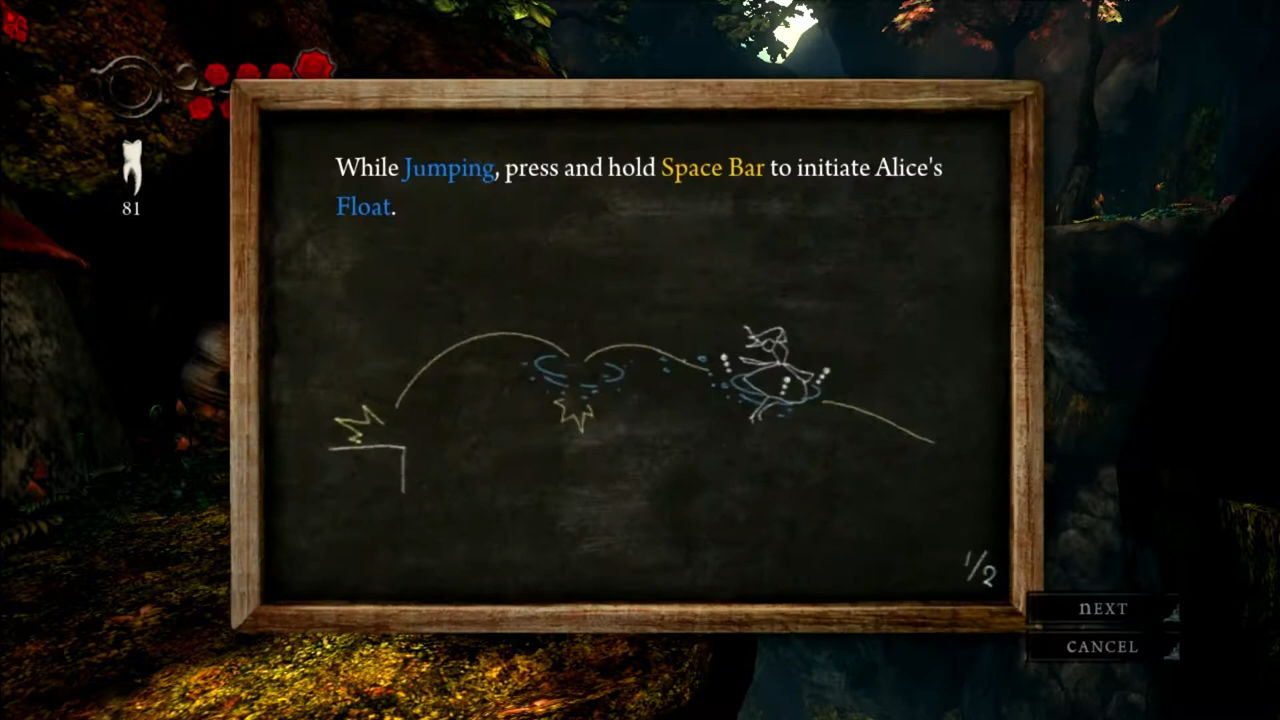 81
While Jumping, press and hold Space Bar to initiate Alice's
Float.
1/2
NEXT
CANCEL